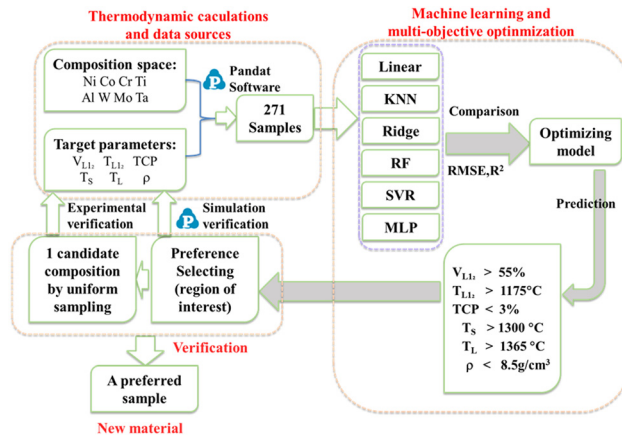 Thermodynamic caculations
and data sources
Composition space:
Ni Co Cr Ti
Al W Mo Ta
Target parameters:
V_L1₂ T_L1₂ TCP
T_S T_L ρ
P Pandat
Software
271
Samples
Experimental
verification
P Simulation
verification
Machine learning and
multi-objective optinmization
Linear
KNN
Ridge
RF
SVR
MLP
Comparison
RMSE,R²
Optimizing
model
Prediction
V_L1₂ > 55%
T_L1₂ > 1175°C
TCP < 3%
T_S >1300 °C
T_L > 1365 °C
ρ < 8.5g/cm³
Preference
Selecting
(region of
interest)
1 candidate
composition
by uniform
sampling
Verification
A preferred
sample
New material